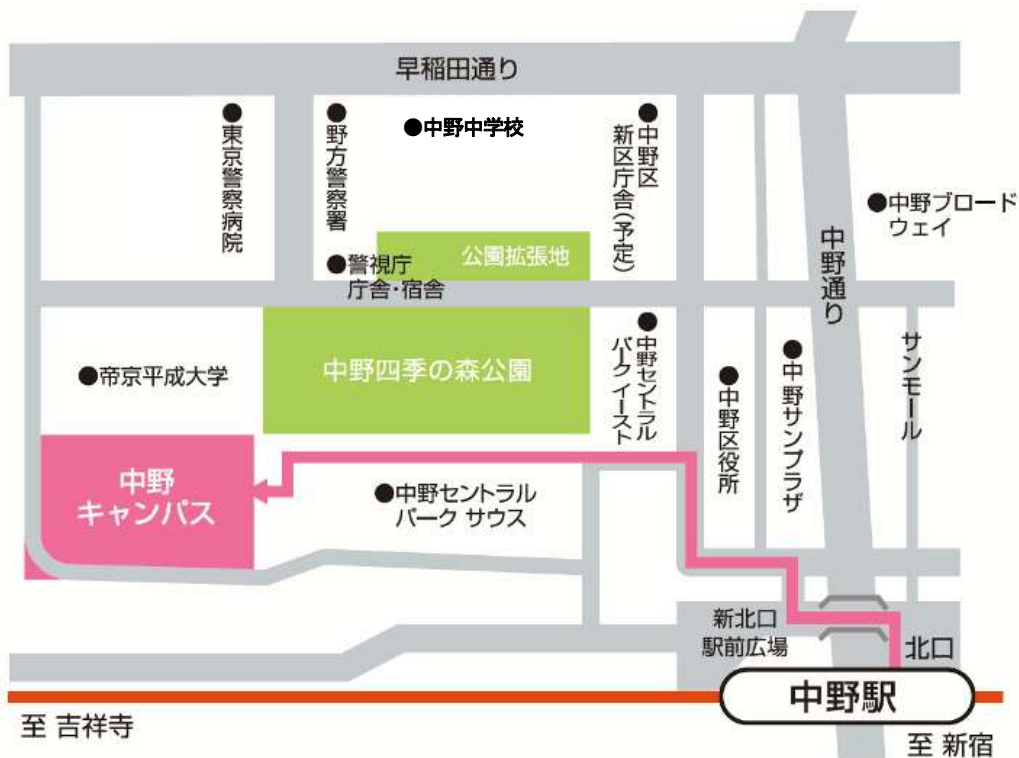 早稲田通り
●東京警察病院
●野方警察署
●中野中学校
●中野区
新区庁舎(予定)
●中野ブロード
ウェイ
中野通り
公園拡張地
●警視庁
庁舎・宿舎
●帝京平成大学
中野四季の森公園
●中野セントラル
パーク イースト
●中野区役所
●中野サンプラザ
サンモール
中野
キャンパス
●中野セントラル
パーク サウス
新北口
駅前広場
北口
中野駅
至 吉祥寺
至 新宿